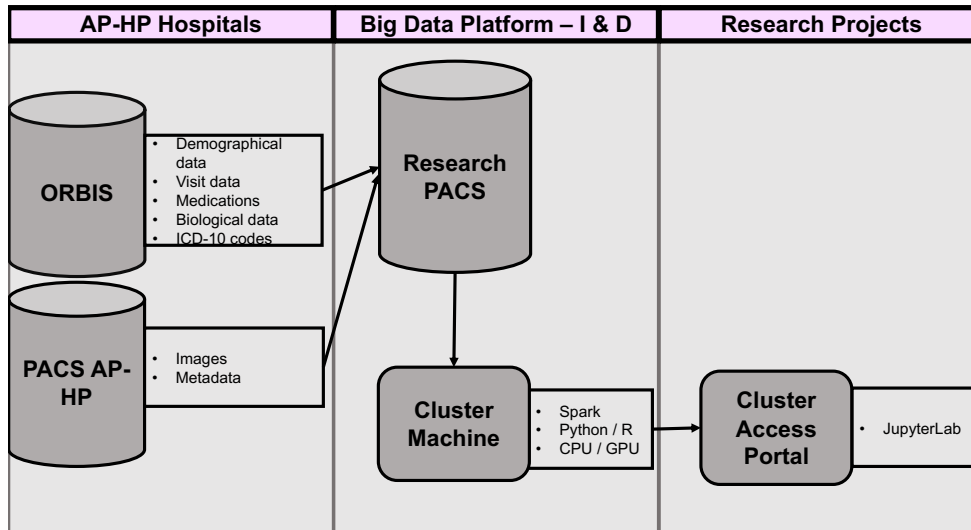 AP-HP Hospitals
Big Data Platform – I & D
Research Projects
ORBIS
• Demographical
data
• Visit data
• Medications
• Biological data
• ICD-10 codes
Research
PACS
PACS AP-
HP
• Images
• Metadata
Cluster
Machine
• Spark
• Python / R
• CPU / GPU
Cluster
Access
Portal
• JupyterLab